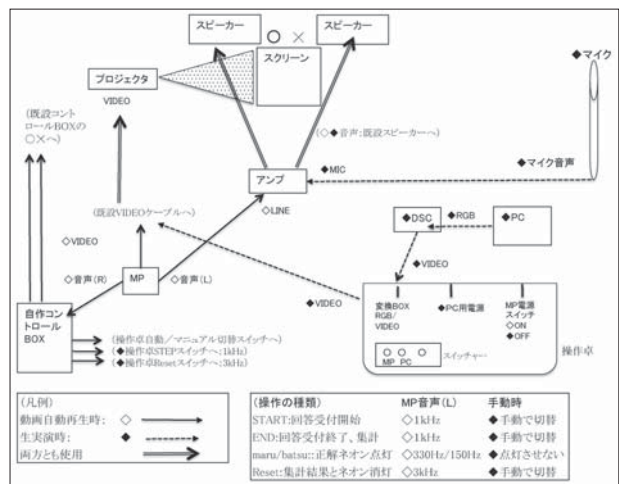 スピーカー
スピーカー
○ ×
スクリーン
プロジェクタ
VIDEO
◆マイク
(既設コント
ロールBOXの
○×へ)
(◇◆音声:既設スピーカーへ)
アンプ
◆MIC
◆マイク音声
◇LINE
(既設VIDEOケーブルへ)
◆DSC
◆RGB
◆PC
◇VIDEO
◆VIDEO
◇音声(R)
MP
◇音声(L)
◆VIDEO
自作コント
ロール
BOX
変換BOX
RGB/
VIDEO
◆PC用電源
MP電源
スイッチ
◇ON
◆OFF
操作卓
MP PC
スイッチャー
(操作卓自動/マニュアル切替スイッチへ)
(◆操作卓STEPスイッチへ:1kHz)
(◆操作卓Resetスイッチへ:3kHz)
(凡例)
動画自動再生時: ◇
生実演時: ◆
両方とも使用
(操作の種類) MP音声(L) 手動時
START:回答受付開始 ◇1kHz ◆手動で切替
END:回答受付終了、集計 ◇1kHz ◆手動で切替
maru/batsu::正解ネオン点灯 ◇330Hz/150Hz ◆点灯させない
Reset:集計結果とネオン消灯 ◇3kHz ◆手動で切替